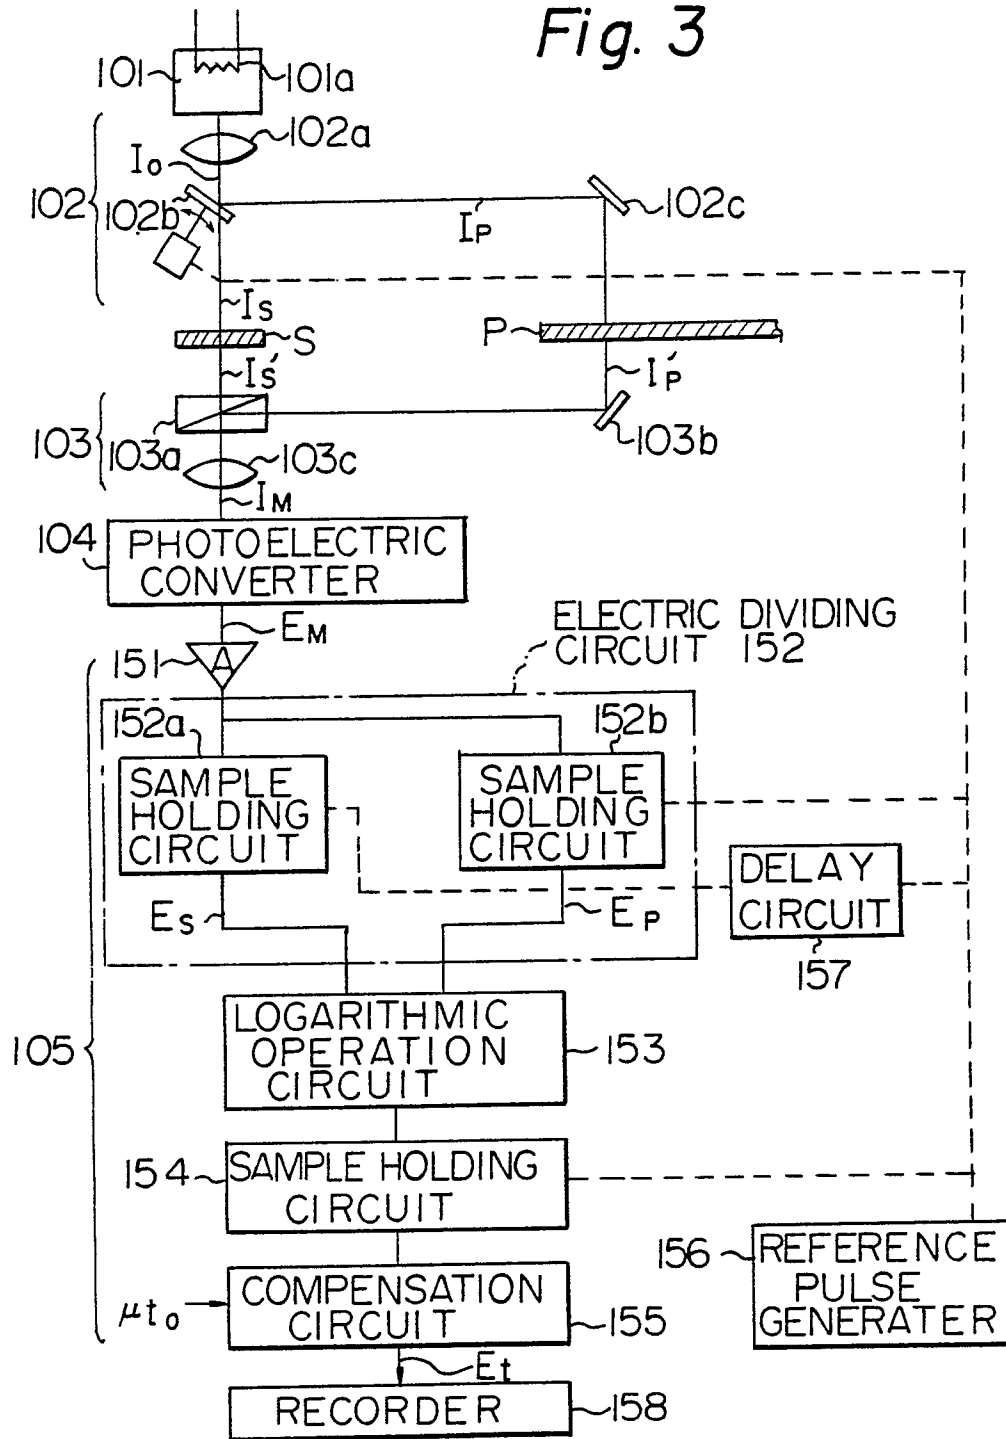 Fig. 3
101
101a
102a
Io
102
102b
102c
IP
IS
S
P
IS'
IP'
103
103a
103b
103c
IM
104
PHOTOELECTRIC
CONVERTER
EM
ELECTRIC DIVIDING
CIRCUIT 152
151
A
152a
152b
SAMPLE
HOLDING
CIRCUIT
SAMPLE
HOLDING
CIRCUIT
DELAY
CIRCUIT
157
ES
EP
105
LOGARITHMIC
OPERATION
CIRCUIT
153
154
SAMPLE HOLDING
CIRCUIT
156
REFERENCE
PULSE
GENERATER
μto
COMPENSATION
CIRCUIT
155
Et
RECORDER
158